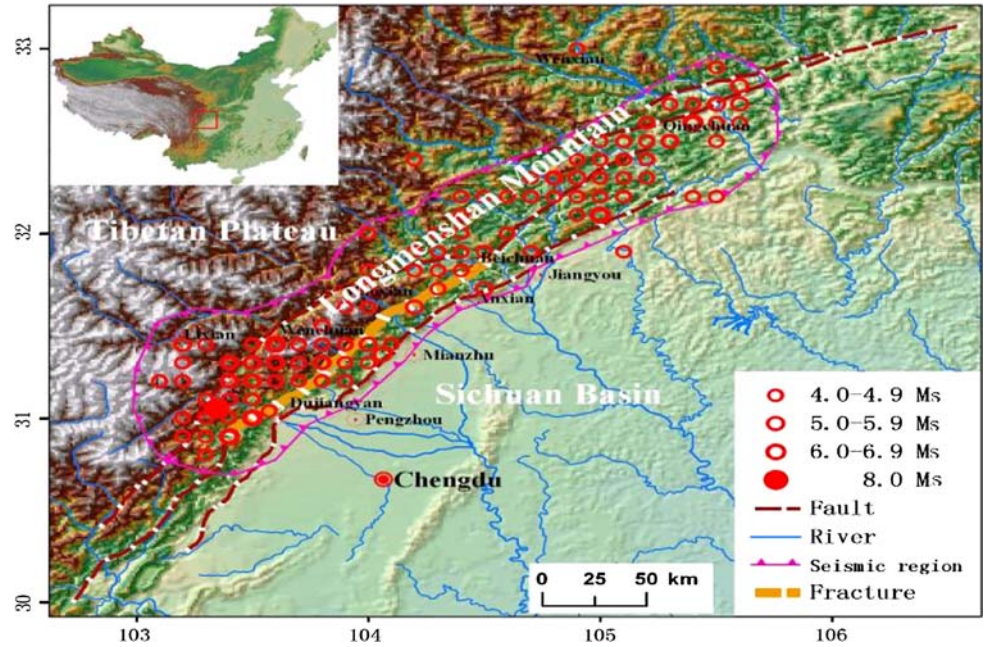 33
32
31
30
103
104
105
106
Wenxian
Qingchuan
Longmenshan Mountain
Tibetan Plateau
Beichuan
Jiangyou
Anxian
Lixian
Wenchuan
Mianzhu
Sichuan Basin
Dujiangyan
Pengzhou
Chengdu
0 25 50 km
4.0-4.9 Ms
5.0-5.9 Ms
6.0-6.9 Ms
8.0 Ms
Fault
River
Seismic region
Fracture